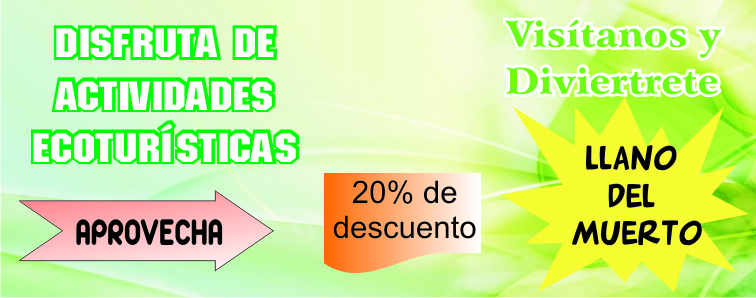 DISFRUTA DE
ACTIVIDADES
ECOTURÍSTICAS
APROVECHA
20% de
descuento
Visítanos y
Diviertrete
LLANO
DEL
MUERTO